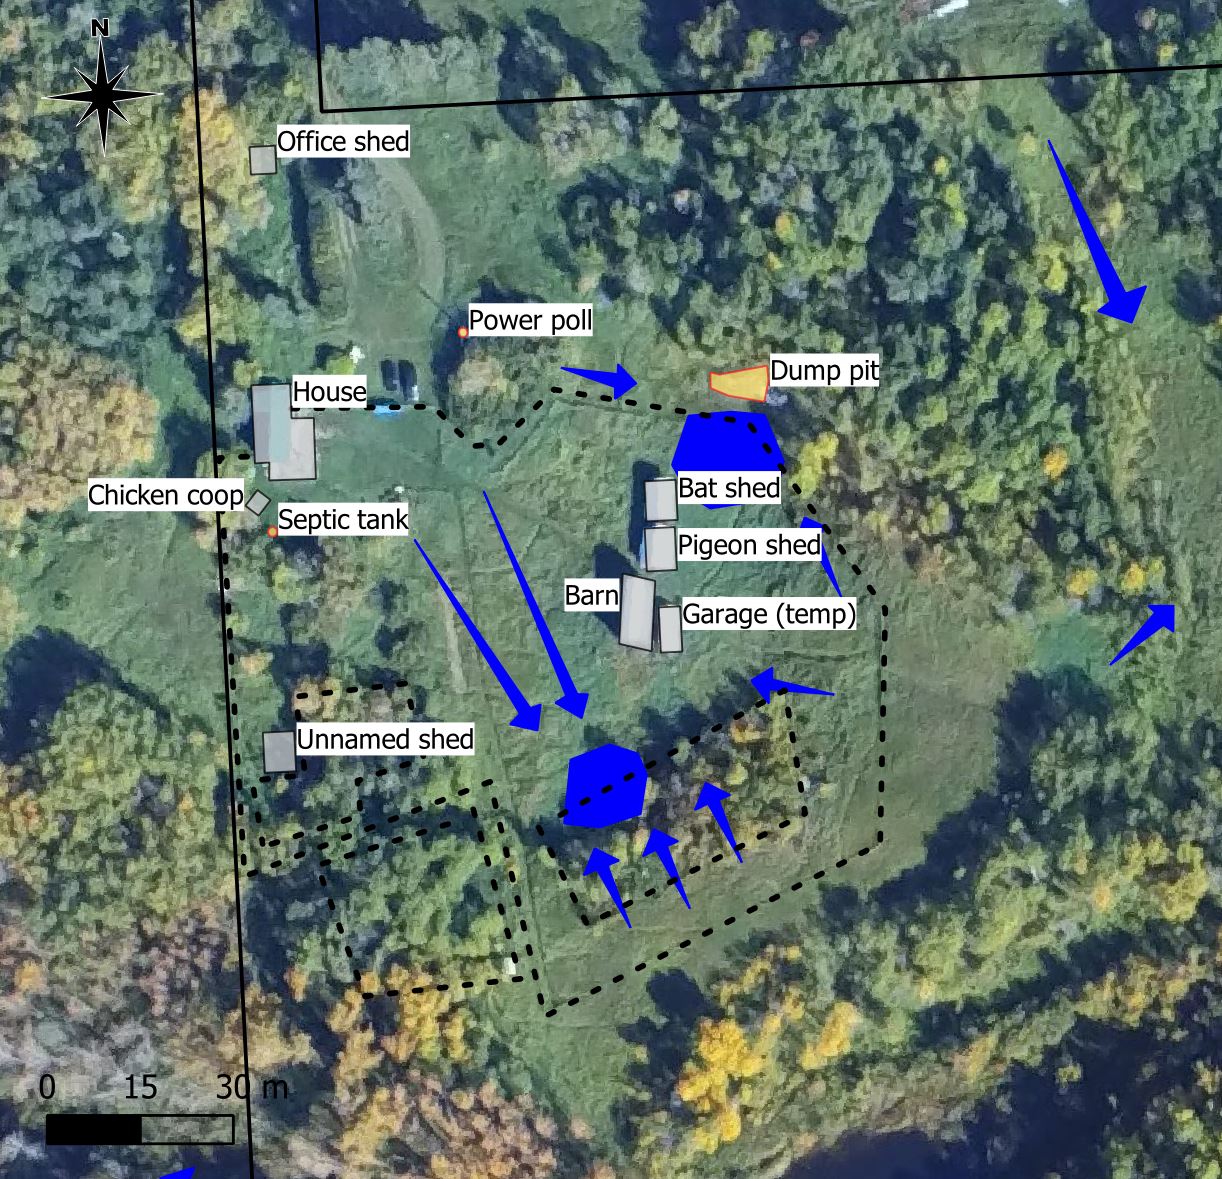 N
Office shed
Power poll
Dump pit
House
Bat shed
Chicken coop
Septic tank
Pigeon shed
Barn
Garage (temp)
Unnamed shed
0 15 30 m